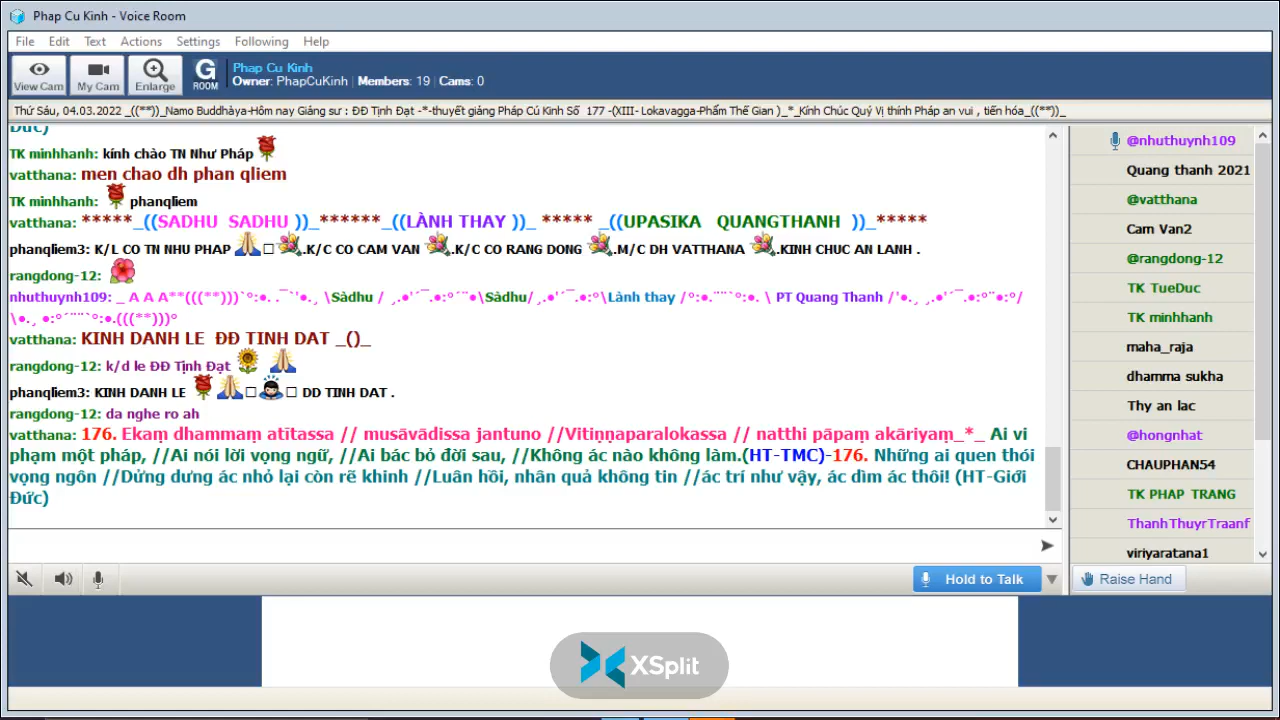 Phap Cu Kinh - Voice Room
File Edit Text Actions Settings Following Help
View Cam My Cam Enlarge G ROOM Phap Cu Kinh
Owner: PhapCuKinh | Members: 19 | Cams: 0
Thứ Sáu, 04.03.2022 _((**))_Namo Buddhàya-Hôm nay Giảng sư : ĐĐ Tịnh Đạt -*-thuyết giảng Pháp Cú Kinh Số 177 -(XIII- Lokavagga-Phẩm Thế Gian )_*_Kính Chúc Quý Vị thính Pháp an vui , tiến hóa_((**))_
Đức)
TK minhhanh: kính chào TN Như Pháp
vatthana: men chao dh phan qliem
TK minhhanh: phanqliem
vatthana: *****_((SADHU SADHU ))_******_((LÀNH THAY ))_*****_((UPASIKA QUANGTHANH ))_*****
phanqliem3: K/L CO TN NHU PHAP .K/C CO CAM VAN .K/C CO RANG DONG .M/C DH VATTHANA .KINH CHUC AN LANH .
rangdong-12:
nhuthuynh109: _ A A A**(((**)))`°:•. .¯`'•.¸ \Sàdhu / ¸.•'´¯.•:°´¨•\Sàdhu/¸.•'´¯.•:°\Lành thay /°:•.¨¨`°:•. \ PT Quang Thanh /'•.¸ ¸.•'´¯.•:°¨•:°/
\•.¸ •:°´¨¨`°:•.(((**)))°
vatthana: KINH DANH LE ĐĐ TINH DAT _()_
rangdong-12: k/d le ĐĐ Tịnh Đạt
phanqliem3: KINH DANH LE DD TINH DAT .
rangdong-12: da nghe ro ah
vatthana: 176. Ekaṃ dhammaṃ atītassa // musāvādissa jantuno //Vitiṇṇaparalokassa // natthi pāpaṃ akāriyaṃ_*_ Ai vi
phạm một pháp, //Ai nói lời vọng ngữ, //Ai bác bỏ đời sau, //Không ác nào không làm.(HT-TMC)-176. Những ai quen thói
vọng ngôn //Dửng dưng ác nhỏ lại còn rẽ khinh //Luân hồi, nhân quả không tin //ác trí như vậy, ác dìm ác thôi! (HT-Giới
Đức)
@nhuthuynh109
Quang thanh 2021
@vatthana
Cam Van2
@rangdong-12
TK TueDuc
TK minhhanh
maha_raja
dhamma sukha
Thy an lac
@hongnhat
CHAUPHAN54
TK PHAP TRANG
ThanhThuyrTraanf
viriyaratana1
Hold to Talk
Raise Hand
XSplit